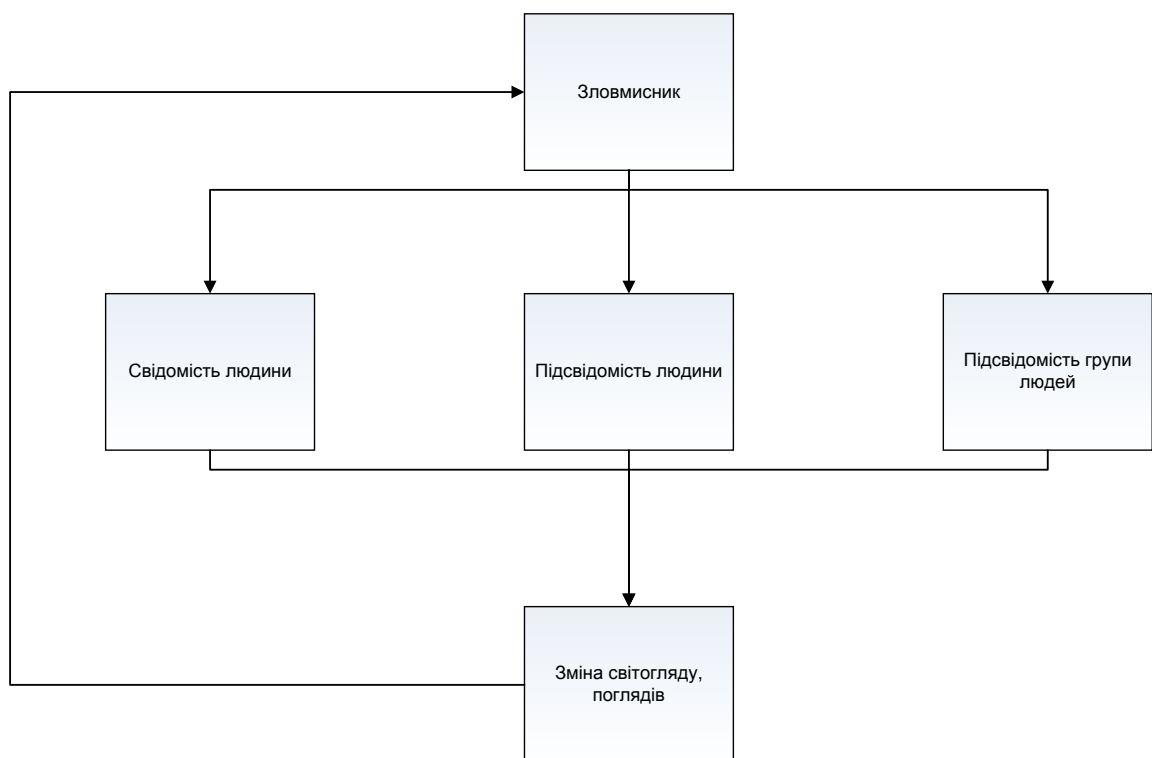 Зловмисник
Свідомість людини
Підсвідомість людини
Підсвідомість групи
людей
Зміна світогляду,
поглядів